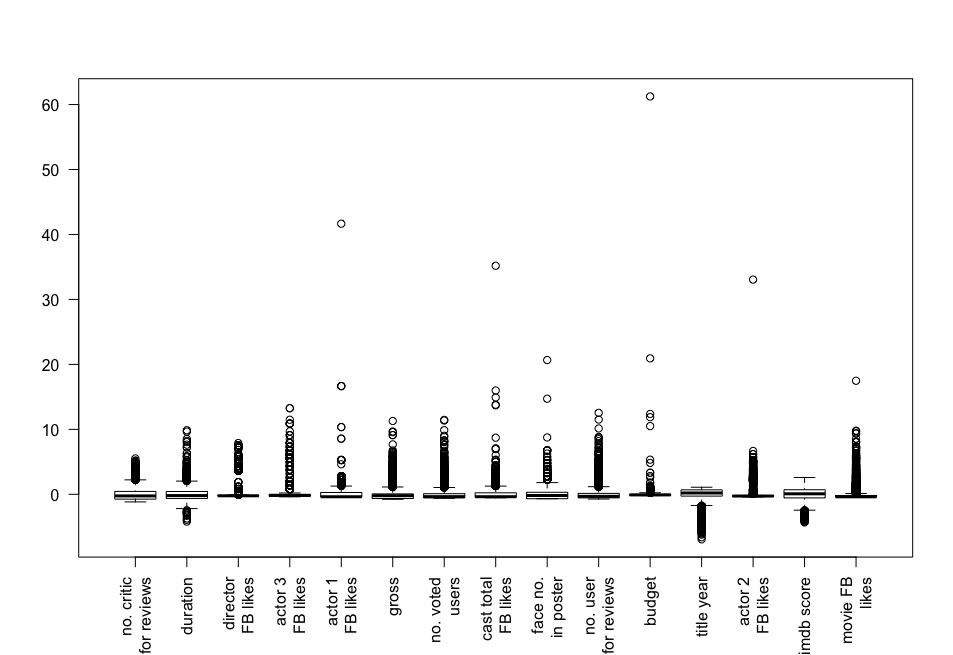 60
50
40
30
20
10
0
no. critic
for reviews
duration
director
FB likes
actor 3
FB likes
actor 1
FB likes
gross
no. voted
users
cast total
FB likes
face no.
in poster
no. user
for reviews
budget
title year
actor 2
FB likes
imdb score
movie FB
likes